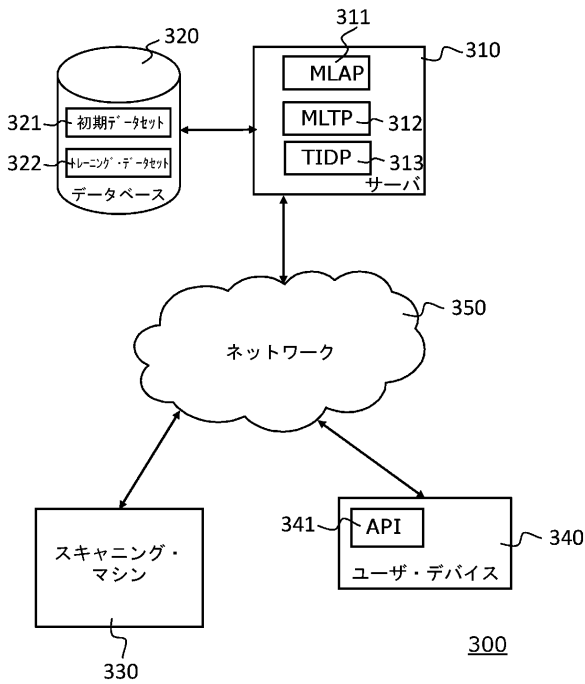 320
321
初期データセット
322
トレーニング・データセット
データベース
311
310
MLAP
MLTP
312
TIDP
313
サーバ
350
ネットワーク
スキャニング・
マシン
330
341
API
340
ユーザ・デバイス
300